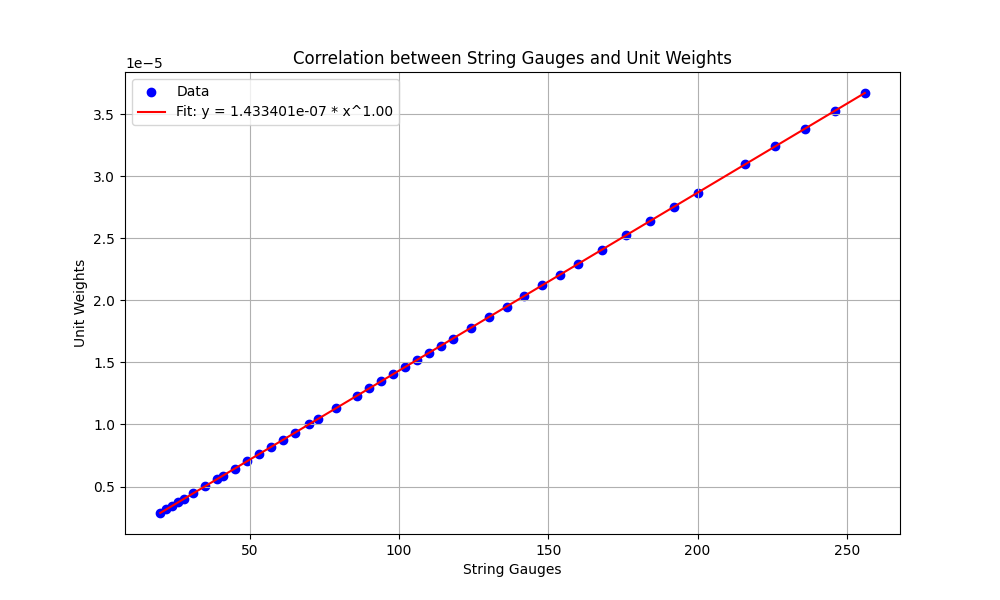 Correlation between String Gauges and Unit Weights
1e−5
Data
Fit: y = 1.433401e-07 * x^1.00
3.5
3.0
2.5
2.0
1.5
1.0
0.5
Unit Weights
50 100 150 200 250
String Gauges